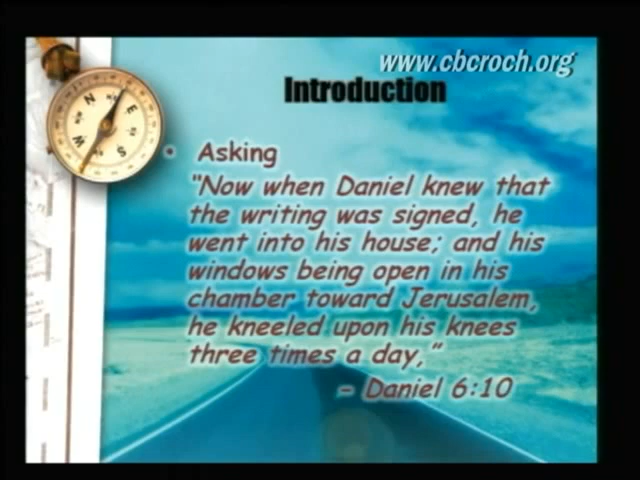 www.cbcroch.org
Introduction
• Asking
"Now when Daniel knew that
the writing was signed, he
went into his house; and his
windows being open in his
chamber toward Jerusalem,
he kneeled upon his knees
three times a day,"
– Daniel 6:10
N
E
S
W